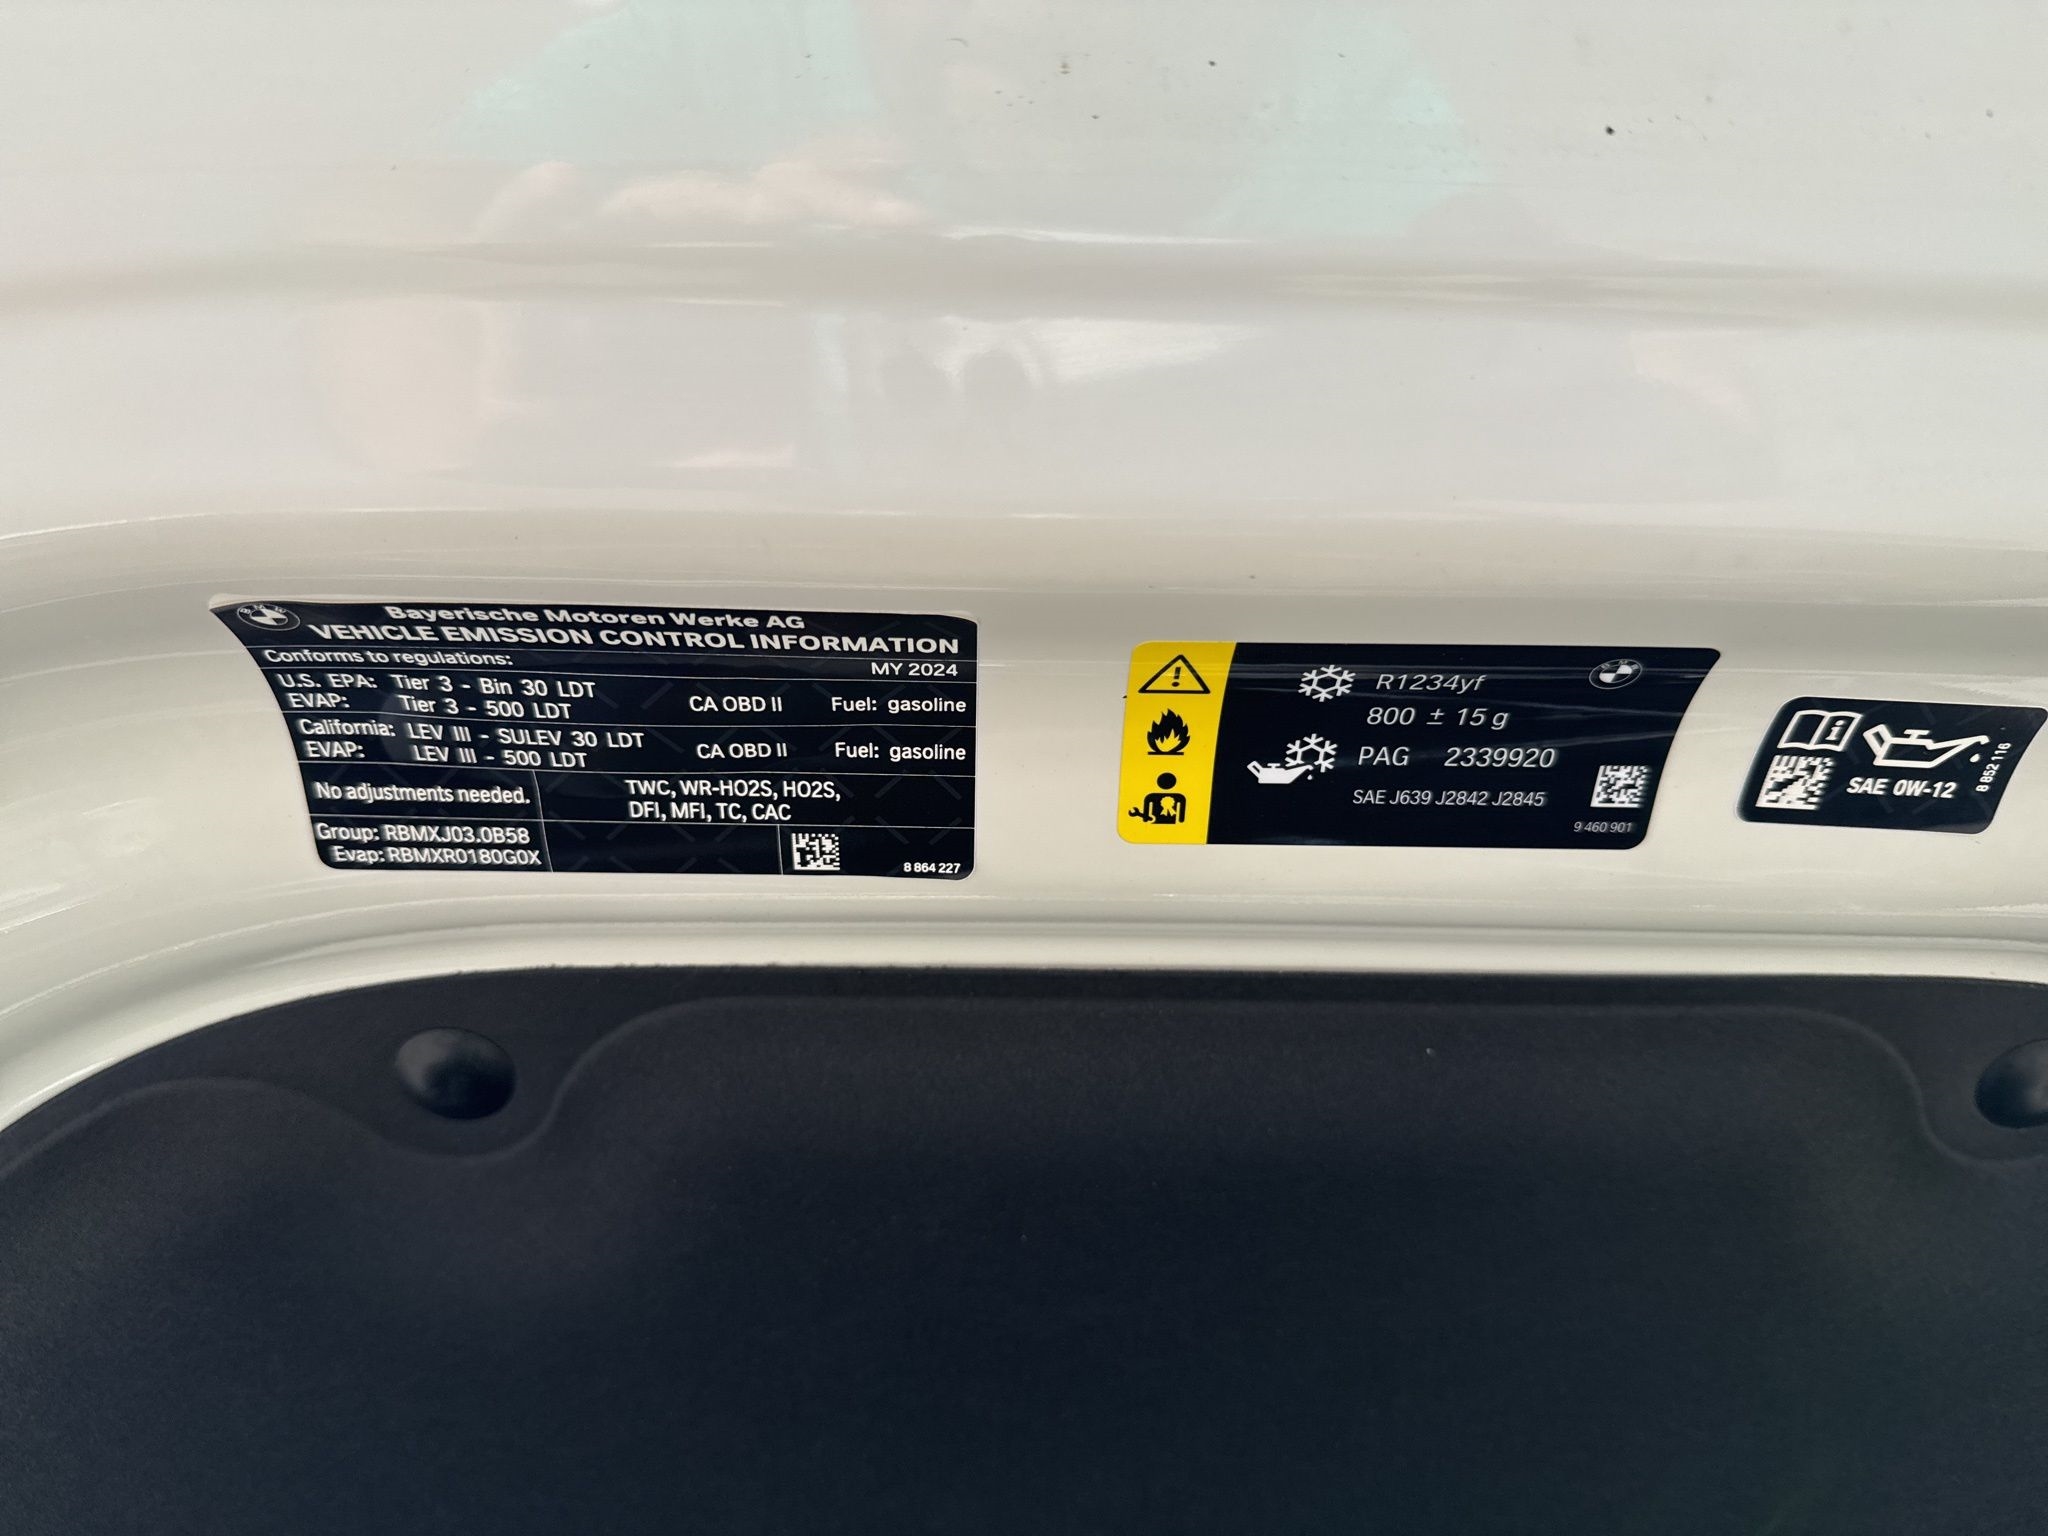 BMW
Bayerische Motoren Werke AG
VEHICLE EMISSION CONTROL INFORMATION
Conforms to regulations: MY 2024
U.S. EPA: Tier 3 - Bin 30 LDT
EVAP: Tier 3 - 500 LDT CA OBD II Fuel: gasoline
California: LEV III - SULEV 30 LDT
EVAP: LEV III - 500 LDT CA OBD II Fuel: gasoline
No adjustments needed.
TWC, WR-HO2S, HO2S,
DFI, MFI, TC, CAC
Group: RBMXJ03.0B58
Evap: RBMXR0180G0X
8 864 227
R1234yf
BMW
800 ± 15 g
PAG 2339920
SAE J639 J2842 J2845
9 460 901
SAE 0W-12
8 852 116